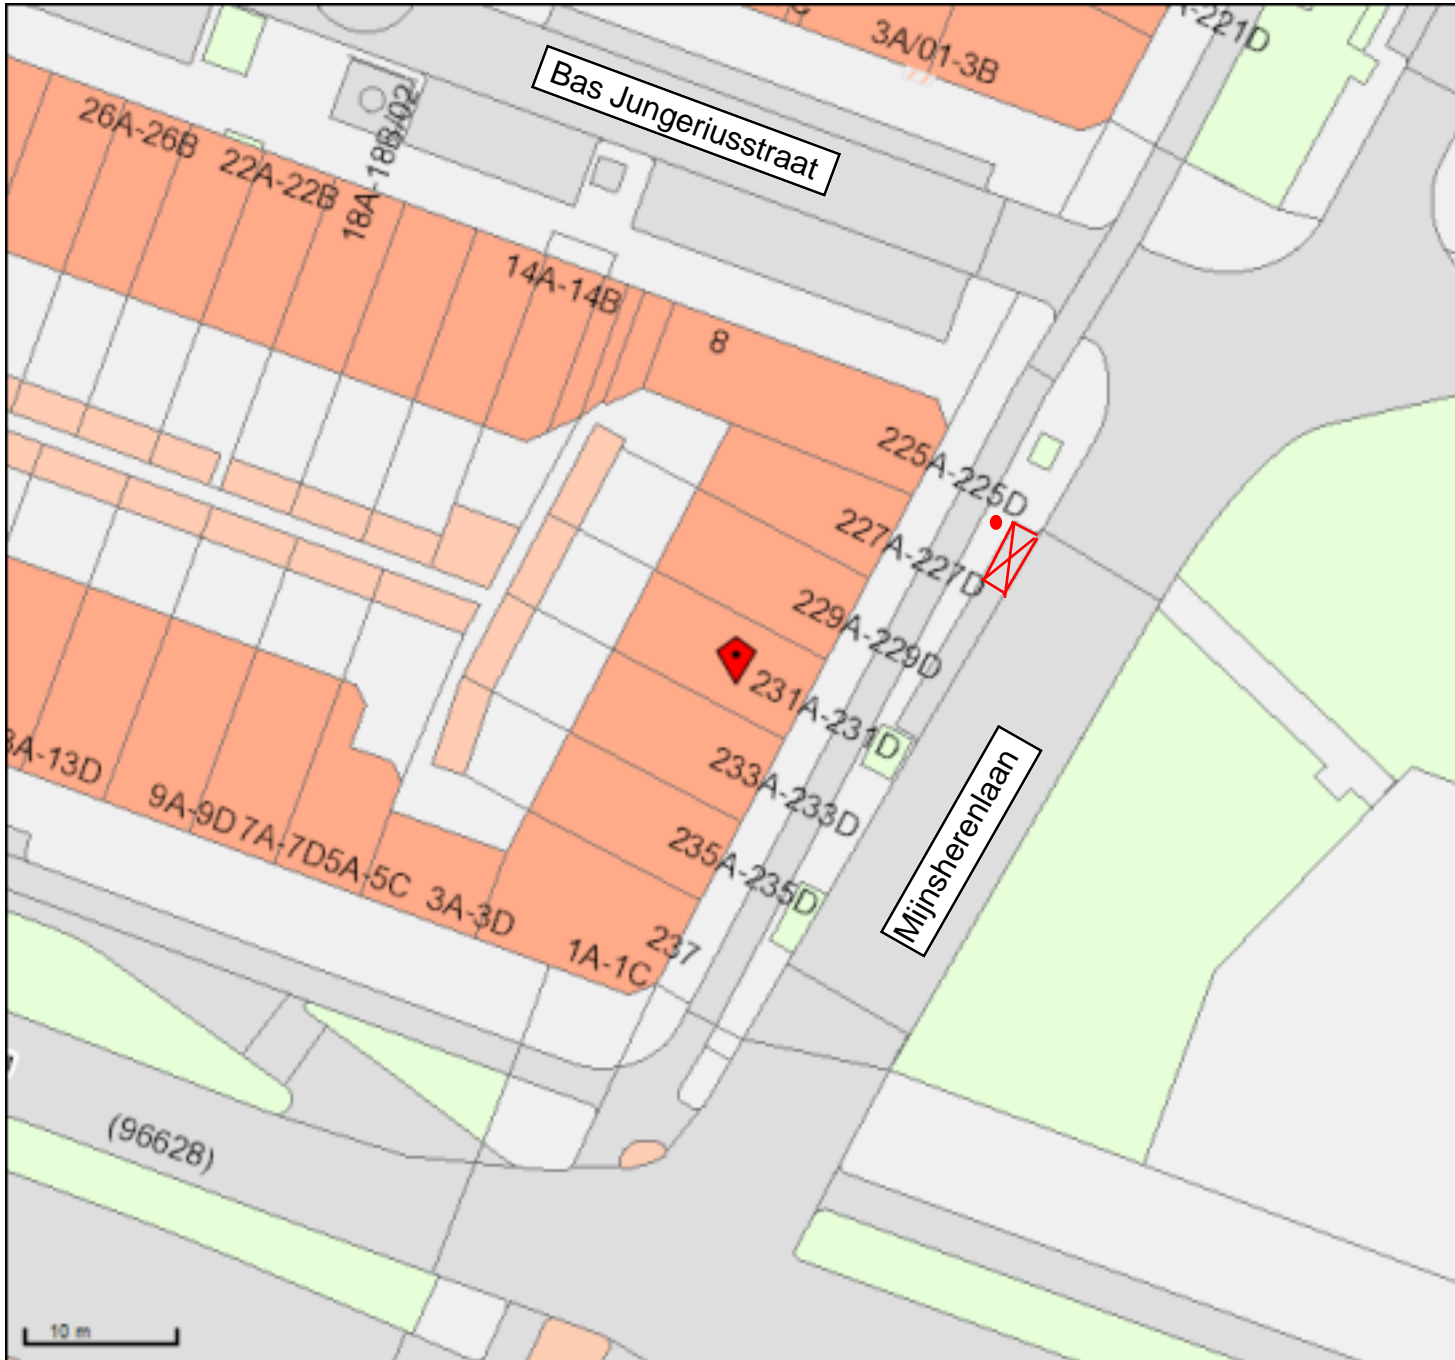 -221D
3A/01-3B
Bas Jungeriusstraat
26A-26B
22A-22B
18A-18B/02
14A-14B
8
225A-225D
227A-227D
229A-229D
231A-231D
233A-233D
235A-235D
237
Mijnsherenlaan
3A-13D
9A-9D
7A-7D
5A-5C
3A-3D
1A-1C
(96628)
10 m